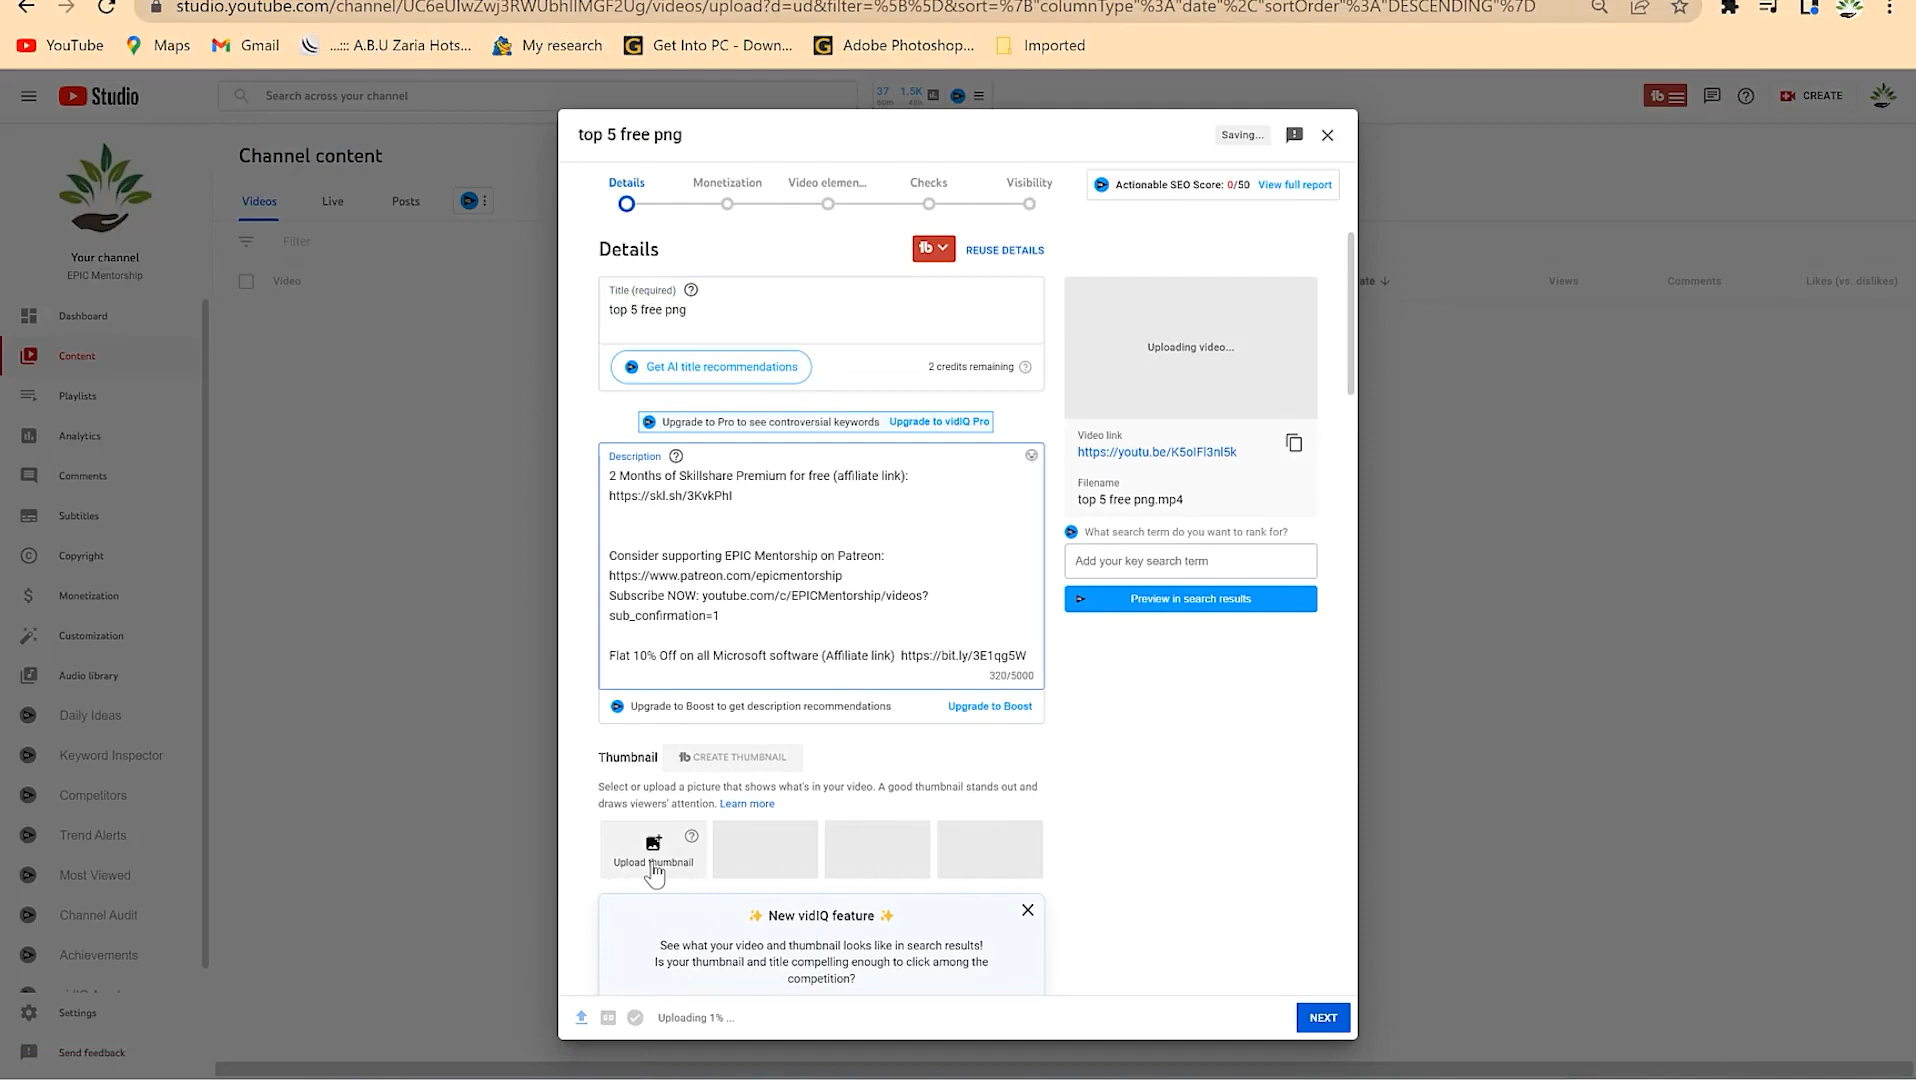 studio.youtube.com/channel/UC6eUIwZwj3RWUbhIIMGF2Ug/videos/upload?d=ud&filter=%5B%5D&sort=%7B"columnType"%3A"date"%2C"sortOrder"%3A"DESCENDING"%7D
YouTube
Maps
Gmail
...::: A.B.U Zaria Hots...
My research
Get Into PC - Down...
Adobe Photoshop...
Imported
Studio
Search across your channel
37 1.5K
60m 48h
CREATE
Your channel
EPIC Mentorship
Dashboard
Content
Playlists
Analytics
Comments
Subtitles
Copyright
Monetization
Customization
Audio library
Daily Ideas
Keyword Inspector
Competitors
Trend Alerts
Most Viewed
Channel Audit
Achievements
Settings
Send feedback
Channel content
Videos
Live
Posts
Filter
Video
ate
Views
Comments
Likes (vs. dislikes)
top 5 free png
Saving...
Details
Monetization
Video elemen...
Checks
Visibility
Actionable SEO Score: 0/50 View full report
Details
REUSE DETAILS
Title (required)
top 5 free png
Get AI title recommendations
2 credits remaining
Upgrade to Pro to see controversial keywords Upgrade to vidIQ Pro
Description
2 Months of Skillshare Premium for free (affiliate link):
https://skl.sh/3KvkPhI
Consider supporting EPIC Mentorship on Patreon:
https://www.patreon.com/epicmentorship
Subscribe NOW: youtube.com/c/EPICMentorship/videos?
sub_confirmation=1
Flat 10% Off on all Microsoft software (Affiliate link) https://bit.ly/3E1qg5W
320/5000
Upgrade to Boost to get description recommendations
Upgrade to Boost
Thumbnail
CREATE THUMBNAIL
Select or upload a picture that shows what's in your video. A good thumbnail stands out and
draws viewers' attention. Learn more
Upload thumbnail
New vidIQ feature
See what your video and thumbnail looks like in search results!
Is your thumbnail and title compelling enough to click among the
competition?
Uploading video...
Video link
https://youtu.be/K5oIFl3nl5k
Filename
top 5 free png.mp4
What search term do you want to rank for?
Add your key search term
Preview in search results
Uploading 1% ...
NEXT